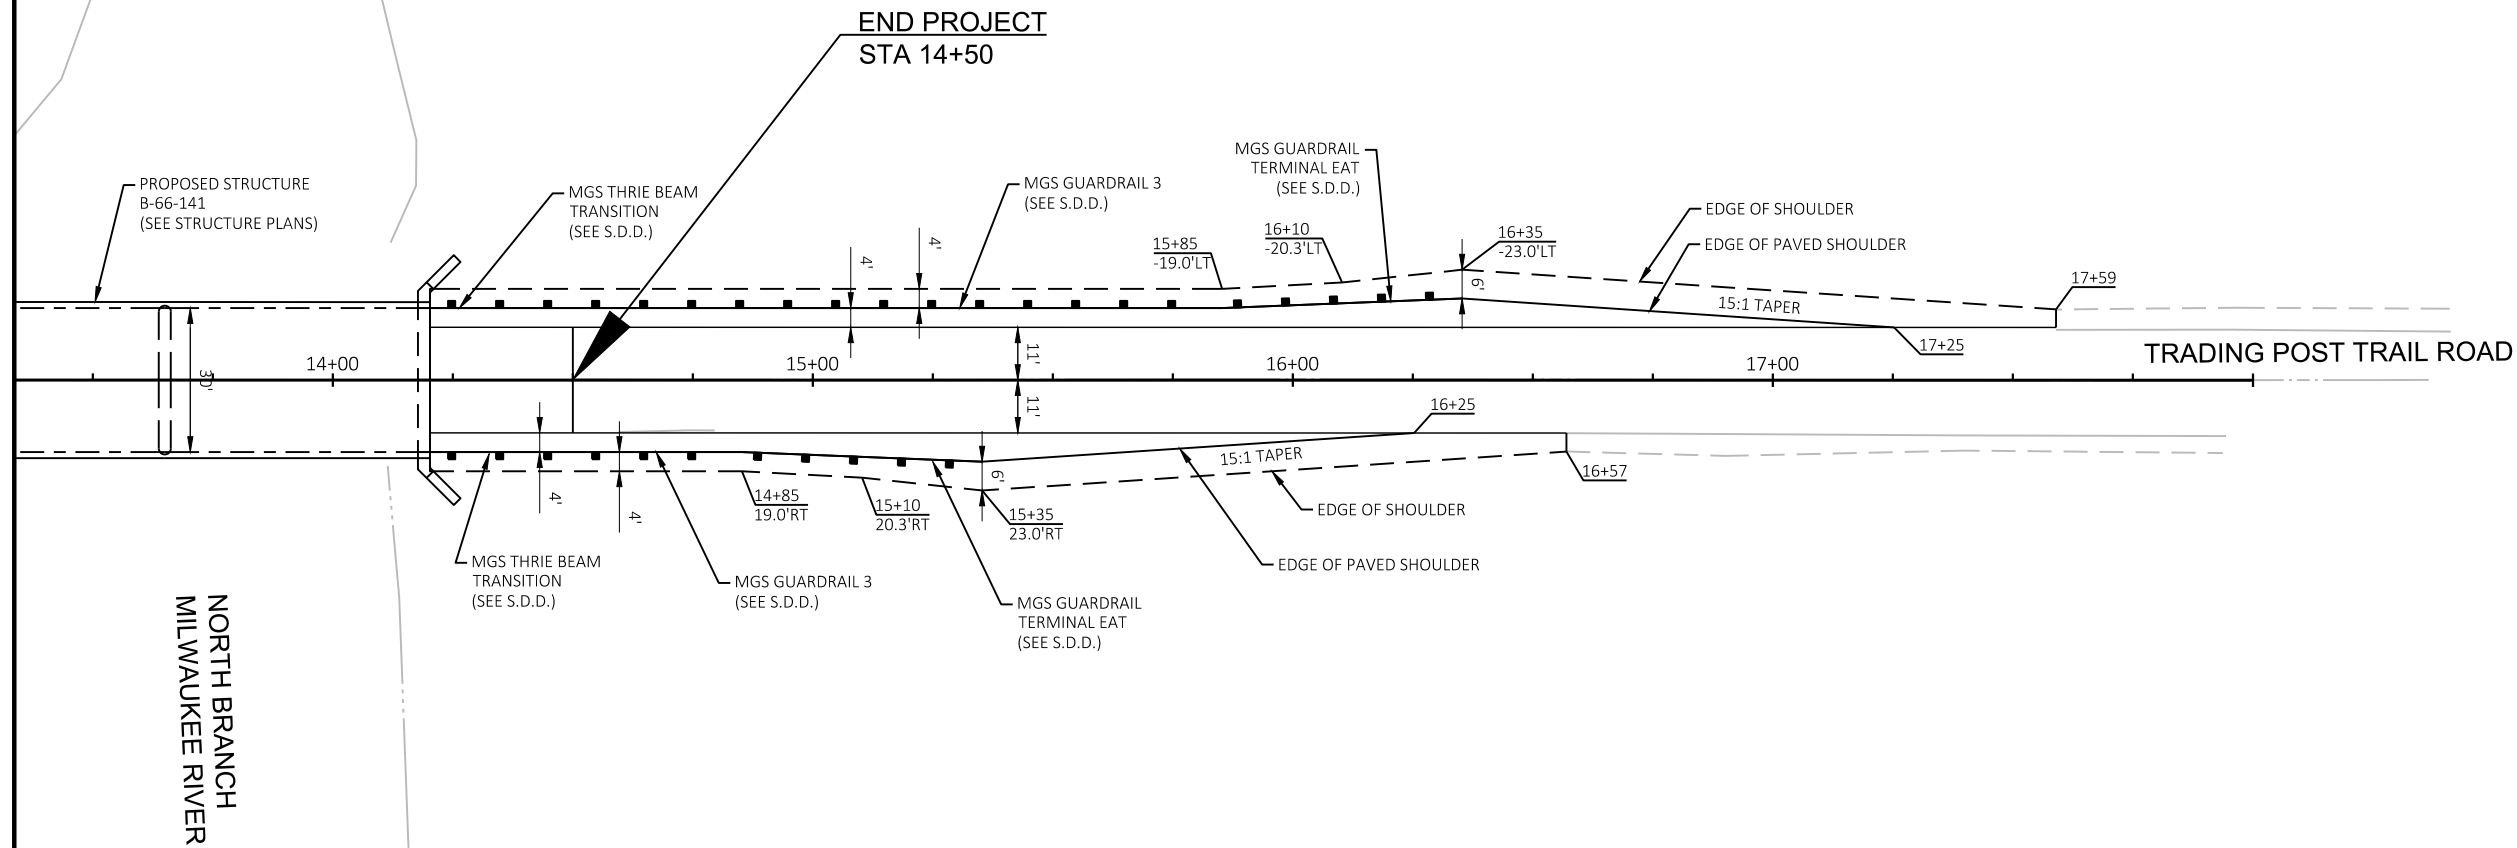 END PROJECT
STA 14+50
PROPOSED STRUCTURE
B-66-141
(SEE STRUCTURE PLANS)
MGS THRIE BEAM
TRANSITION
(SEE S.D.D.)
MGS GUARDRAIL 3
(SEE S.D.D.)
MGS GUARDRAIL
TERMINAL EAT
(SEE S.D.D.)
EDGE OF SHOULDER
EDGE OF PAVED SHOULDER
4'
4'
15+85
-19.0'LT
16+10
-20.3'LT
16+35
-23.0'LT
6'
15:1 TAPER
17+59
17+25
30'
14+00
15+00
16+00
17+00
TRADING POST TRAIL ROAD
11'
11'
16+25
15:1 TAPER
16+57
4'
4'
14+85
19.0'RT
15+10
20.3'RT
6'
15+35
23.0'RT
EDGE OF SHOULDER
EDGE OF PAVED SHOULDER
MGS THRIE BEAM
TRANSITION
(SEE S.D.D.)
MGS GUARDRAIL 3
(SEE S.D.D.)
MGS GUARDRAIL
TERMINAL EAT
(SEE S.D.D.)
NORTH BRANCH
MILWAUKEE RIVER